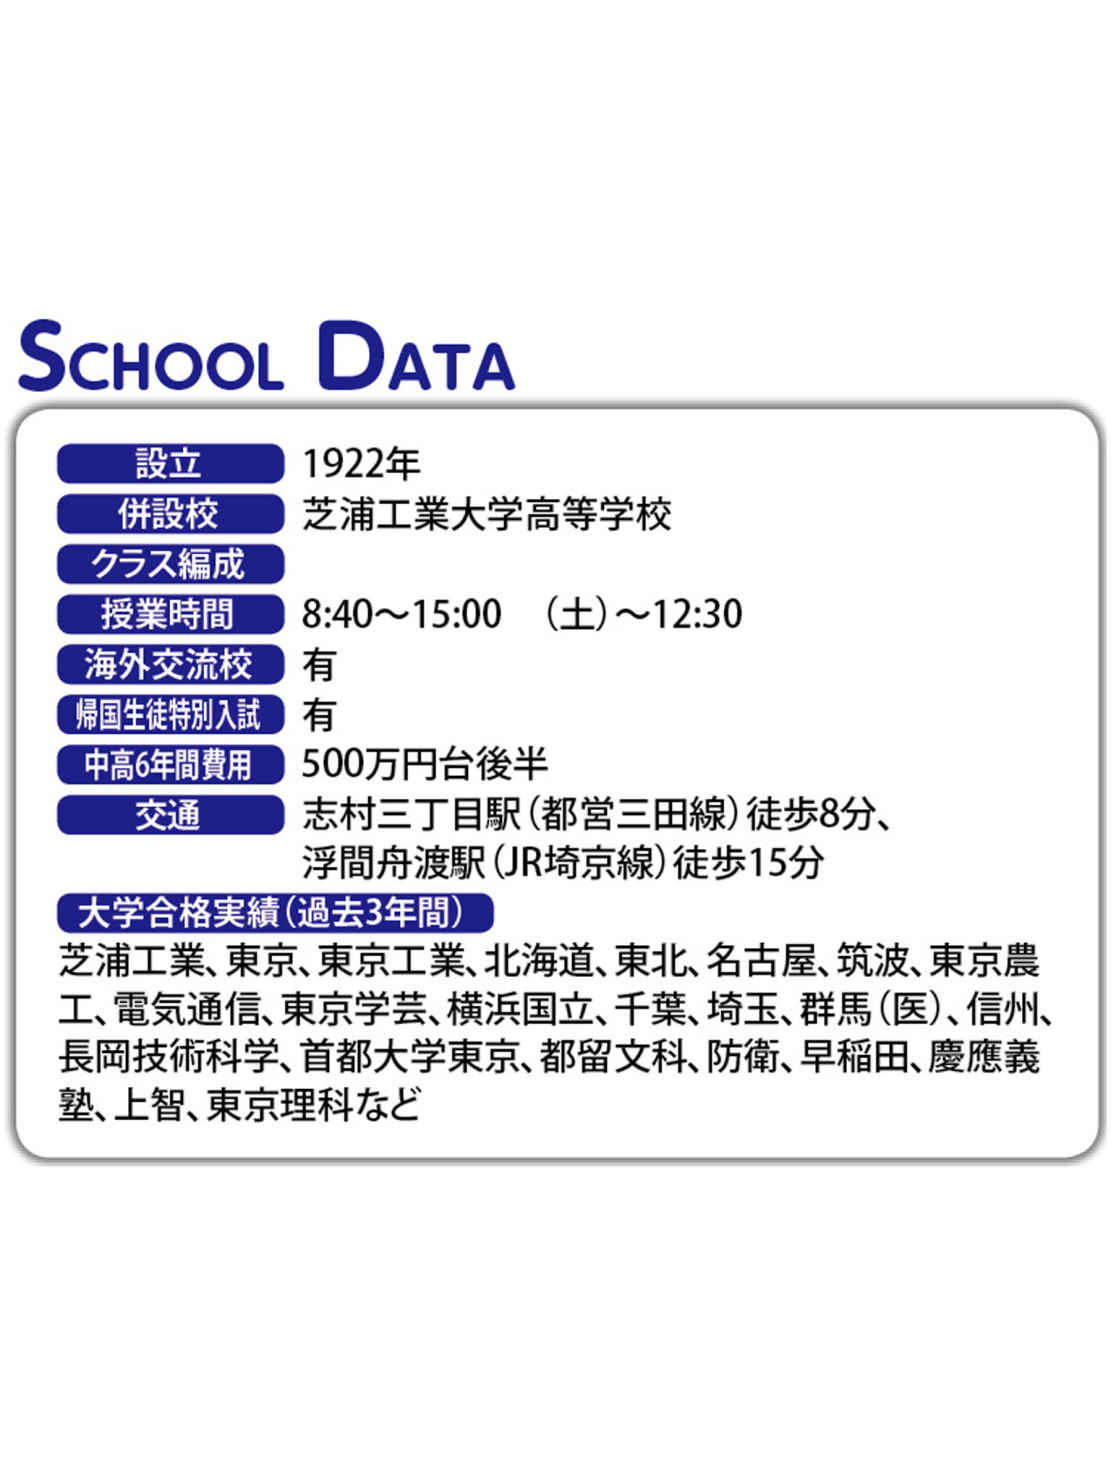 SCHOOL DATA
設立 1922年
併設校 芝浦工業大学高等学校
クラス編成
授業時間 8:40〜15:00 （土）〜12:30
海外交流校 有
帰国生徒特別入試 有
中高6年間費用 500万円台後半
交通 志村三丁目駅（都営三田線）徒歩8分、
浮間舟渡駅（JR埼京線）徒歩15分
大学合格実績（過去3年間）
芝浦工業、東京、東京工業、北海道、東北、名古屋、筑波、東京農
工、電気通信、東京学芸、横浜国立、千葉、埼玉、群馬（医）、信州、
長岡技術科学、首都大学東京、都留文科、防衛、早稲田、慶應義
塾、上智、東京理科など